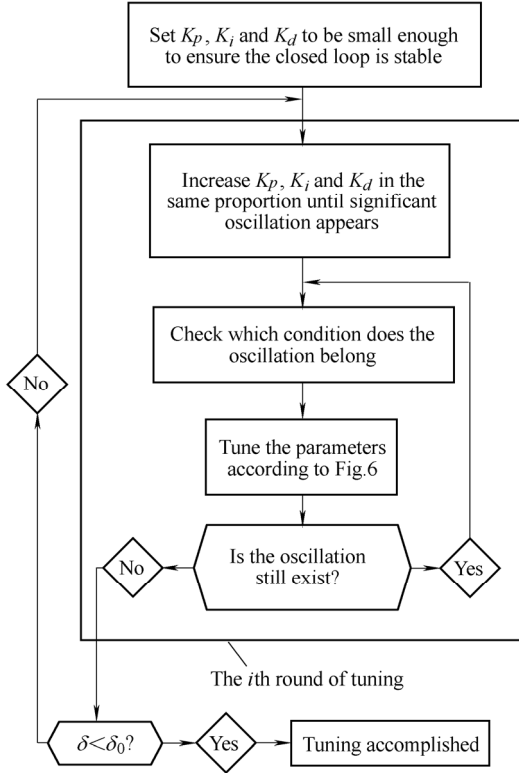 Set Kp, Ki and Kd to be small enough
to ensure the closed loop is stable
Increase Kp, Ki and Kd in the
same proportion until significant
oscillation appears
Check which condition does the
oscillation belong
No
Tune the parameters
according to Fig.6
Is the oscillation
still exist?
No
Yes
The ith round of tuning
δ<δ0?
Yes
Tuning accomplished